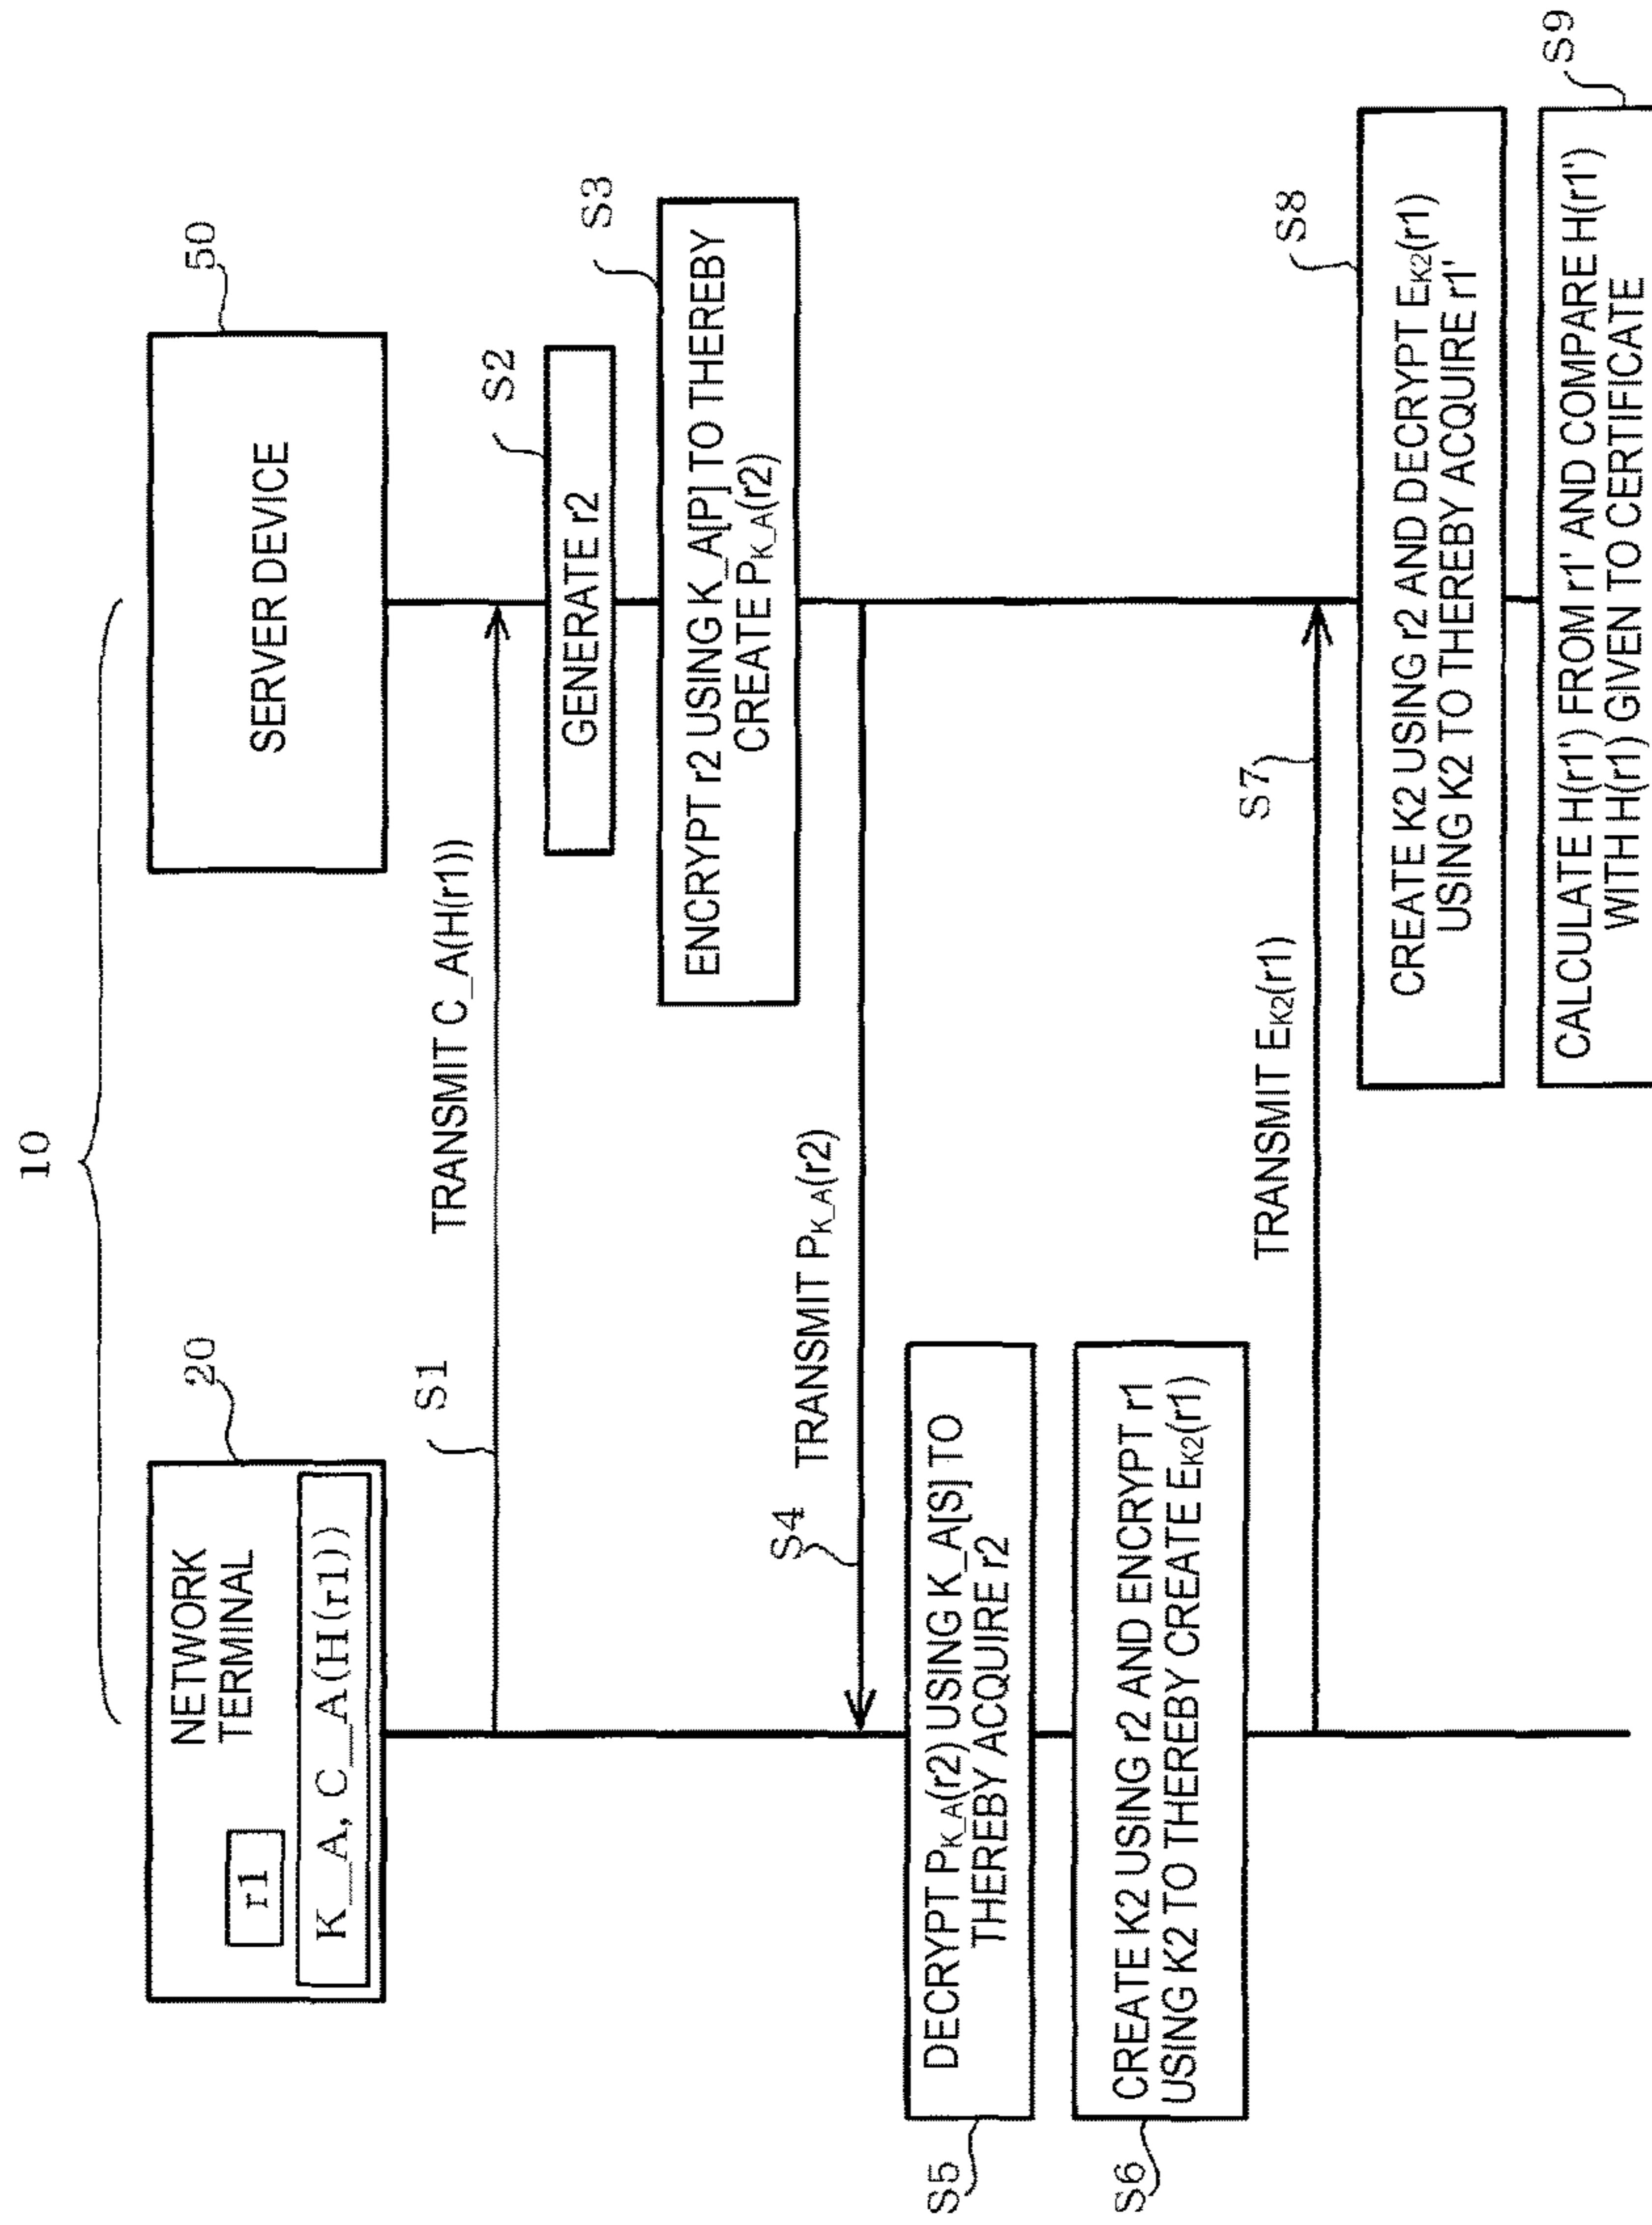 10
20
NETWORK
TERMINAL
r1
K_A, C_A(H(r1))
50
SERVER DEVICE
S1
TRANSMIT C_A(H(r1))
S2
GENERATE r2
S3
ENCRYPT r2 USING K_A[P] TO THEREBY
CREATE PK_A(r2)
S4
TRANSMIT PK_A(r2)
S5
DECRYPT PK_A(r2) USING K_A[S] TO
THEREBY ACQUIRE r2
S6
CREATE K2 USING r2 AND ENCRYPT r1
USING K2 TO THEREBY CREATE EK2(r1)
S7
TRANSMIT EK2(r1)
S8
CREATE K2 USING r2 AND DECRYPT EK2(r1)
USING K2 TO THEREBY ACQUIRE r1'
S9
CALCULATE H(r1') FROM r1' AND COMPARE H(r1')
WITH H(r1) GIVEN TO CERTIFICATE